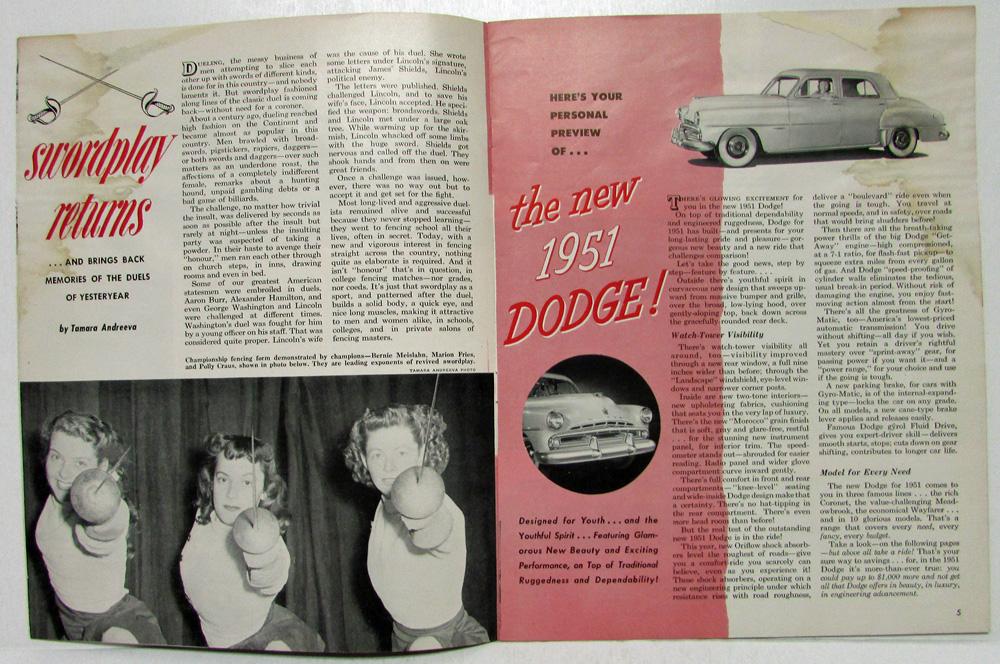 swordplay
returns
... AND BRINGS BACK
MEMORIES OF THE DUELS
OF YESTERYEAR
by Tamara Andreeva
DUELING, the messy business of
men attempting to slice each
other up with swords of different kinds,
is done for in this country—and nobody
laments it. But swordplay fashioned
along lines of the classic duel is coming
back—without need for a coroner.
About a century ago, dueling reached
high fashion on the Continent and
became almost as popular in this
country. Men brawled with broad-
swords, pigstickers, rapiers, daggers—
or both swords and daggers—over such
matters as an underdone roast, the
affections of a completely indifferent
female, remarks about a hunting
hound, unpaid gambling debts or a
bad game of billiards.
The challenge, no matter how trivial
the insult, was delivered by seconds as
soon as possible after the insult but
rarely at night—unless the insulting
party was suspected of taking a
powder. In their haste to avenge their
"honour," men ran each other through
on church steps, in inns, drawing
rooms and even in bed.
Some of our greatest American
statesmen were embroiled in duels.
Aaron Burr, Alexander Hamilton, and
even George Washington and Lincoln
were challenged at different times.
Washington's duel was fought for him
by a young officer on his staff. That was
considered quite proper. Lincoln's wife
was the cause of his duel. She wrote
some letters under Lincoln's signature,
attacking James Shields, Lincoln's
political enemy.
The letters were published. Shields
challenged Lincoln, and to save his
wife's face, Lincoln accepted. He speci-
fied the weapon: broadswords. Shields
and Lincoln met under a large oak
tree. While warming up for the skir-
mish, Lincoln whacked off some limbs
with the huge sword. Shields got
nervous and called off the duel. They
shook hands and from then on were
great friends.
Once a challenge was issued, how-
ever, there was no way out but to
accept it and get set for the fight.
Most long-lived and aggressive duel-
ists remained alive and successful
because they never stopped learning—
they went to fencing school all their
lives, often in secret. Today, with a
new and vigorous interest in fencing
straight across the country, nothing
quite as elaborate is required. And it
isn't "honour" that's in question, in
college fencing matches—nor grades,
nor coeds. It's just that swordplay as a
sport, and patterned after the duel,
builds a solid body, a quick eye, and
nice long muscles, making it attractive
to men and women alike, in schools,
colleges, and in private salons of
fencing masters.
Championship fencing form demonstrated by champions—Bernie Meislahn, Marion Fries,
and Polly Craus, shown in photo below. They are leading exponents of revived swordplay.
TAMARA ANDREEVA PHOTO
HERE'S YOUR
PERSONAL
PREVIEW
OF ...
the new
1951
DODGE!
Designed for Youth ... and the
Youthful Spirit ... Featuring Glam-
orous New Beauty and Exciting
Performance, on Top of Traditional
Ruggedness and Dependability!
THERE'S GLOWING EXCITEMENT for
you in the new 1951 Dodge!
On top of traditional dependability
and engineered ruggedness, Dodge for
1951 has built—and presents for your
long-lasting pride and pleasure—gor-
geous new beauty and a new ride that
challenges comparison!
Let's take the good news, step by
step—feature by feature. . . .
Outside there's youthful spirit in
curvaceous new design that sweeps up-
ward from massive bumper and grille,
over the broad, low-lying hood, over
gently-sloping top, back down across
the gracefully rounded rear deck.
Watch-Tower Visibility
There's watch-tower visibility all
around, too—visibility improved
through a new rear window, a full nine
inches wider than before; through the
"Landscape" windshield, eye-level win-
dows and narrower corner posts.
Inside are new two-tone interiors—
new upholstery fabrics, cushioning
that seats you in the very lap of luxury.
There's the new "Morocco" grain finish
that is soft, gray and glare-free, restful
. . . for the stunning new instrument
panel, for interior trim. The speed-
ometer stands out—shrouded for easier
reading. Radio panel and wider glove
compartment curve inward gently.
There's full comfort in front and rear
compartments—"knee-level" seating
and wide-inside Dodge design make that
a certainty. There's no hat-tipping in
the rear compartment. There's even
more head room than before!
But the real test of the outstanding
new 1951 Dodge is in the ride!
This year, new Oriflow shock absorb-
ers level the roughest of roads—give
you a comfort-ride you scarcely can
believe, even as you experience it!
These shock absorbers, operating on a
new engineering principle under which
resistance rises with road roughness,
deliver a "boulevard" ride even when
the going is tough. You travel at
normal speeds, and in safety, over roads
that would bring shudders before!
Then there are all the breath-taking
power thrills of the big Dodge "Get-
Away" engine—high compressioned,
at a 7-1 ratio, for flash-fast pickup—to
squeeze extra miles from every gallon
of gas. And Dodge "speed-proofing" of
cylinder walls eliminates the tedious,
usual break-in period. Without risk of
damaging the engine, you enjoy fast-
moving action almost from the start!
There's all the greatness of Gyro-
Matic, too—America's lowest-priced
automatic transmission! You drive
without shifting—all day if you wish.
Yet you retain a driver's rightful
mastery over "sprint-away" gear, for
passing power if you want it—and a
"power range," for your choice and use
if the going is tough.
A new parking brake, for cars with
Gyro-Matic, is of the internal-expand-
ing type—locks the car on any grade.
On all models, a new cane-type brake
lever applies and releases easily.
Famous Dodge gȳrol Fluid Drive,
gives you expert-driver skill—delivers
smooth starts, stops; cuts down on gear
shifting, contributes to longer car life.
Model for Every Need
The new Dodge for 1951 comes to
you in three famous lines . . . the rich
Coronet, the value-challenging Mead-
owbrook, the economical Wayfarer . . .
and in 10 glorious models. That's a
range that covers every need, every
fancy, every budget.
Take a look—on the following pages
—but above all take a ride! That's your
sure way to savings . . . for, in the 1951
Dodge it's more-than-ever true: you
could pay up to $1,000 more and not get
all that Dodge offers in beauty, in luxury,
in engineering advancement.
5